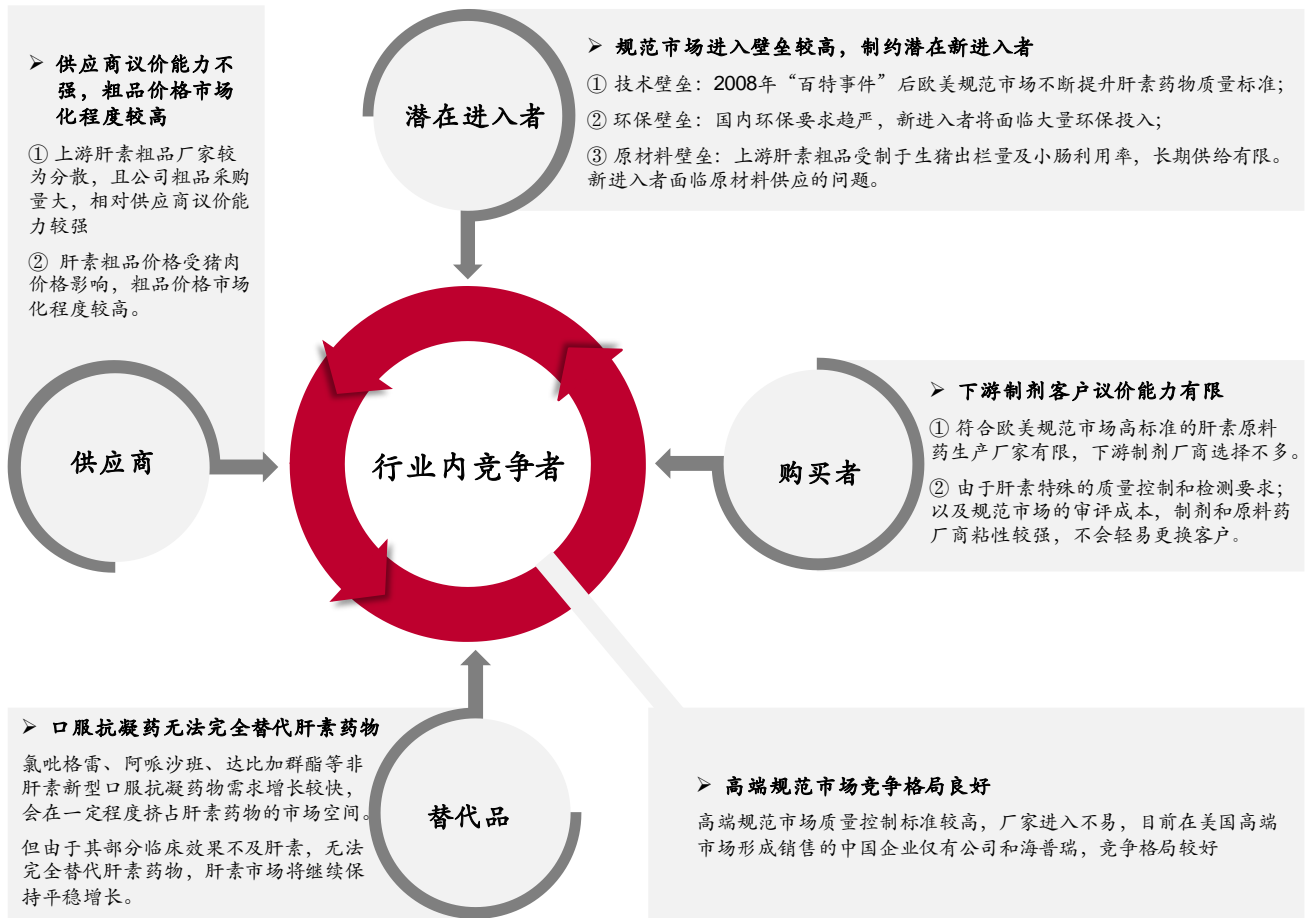 ➢ 供应商议价能力不
强，粗品价格市场
化程度较高
① 上游肝素粗品厂家较
为分散，且公司粗品采购
量大，相对供应商议价能
力较强
② 肝素粗品价格受猪肉
价格影响，粗品价格市场
化程度较高。
供应商
潜在进入者
➢ 规范市场进入壁垒较高，制约潜在新进入者
① 技术壁垒：2008年“百特事件”后欧美规范市场不断提升肝素药物质量标准；
② 环保壁垒：国内环保要求趋严，新进入者将面临大量环保投入；
③ 原材料壁垒：上游肝素粗品受制于生猪出栏量及小肠利用率，长期供给有限。
新进入者面临原材料供应的问题。
行业内竞争者
购买者
➢ 下游制剂客户议价能力有限
① 符合欧美规范市场高标准的肝素原料
药生产厂家有限，下游制剂厂商选择不多。
② 由于肝素特殊的质量控制和检测要求；
以及规范市场的审评成本，制剂和原料药
厂商粘性较强，不会轻易更换客户。
➢ 口服抗凝药无法完全替代肝素药物
氯吡格雷、阿哌沙班、达比加群酯等非
肝素新型口服抗凝药物需求增长较快，
会在一定程度挤占肝素药物的市场空间。
但由于其部分临床效果不及肝素，无法
完全替代肝素药物，肝素市场将继续保
持平稳增长。
替代品
➢ 高端规范市场竞争格局良好
高端规范市场质量控制标准较高，厂家进入不易，目前在美国高端
市场形成销售的中国企业仅有公司和海普瑞，竞争格局较好